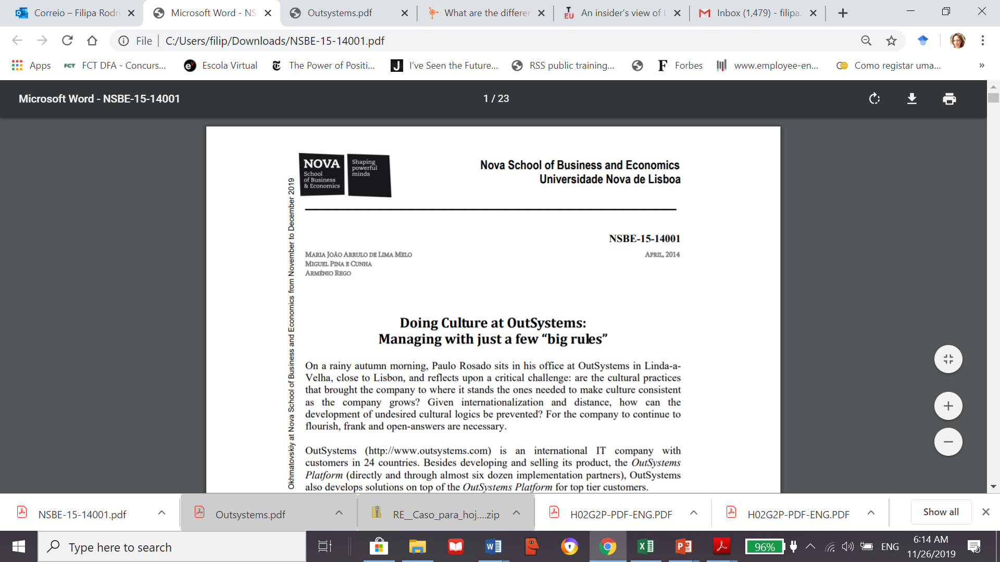 Correio – Filipa Rodri
Microsoft Word - NS
Outsystems.pdf
What are the differen
An insider's view of L
Inbox (1,479) - filipa.
File
C:/Users/filip/Downloads/NSBE-15-14001.pdf
Apps
FCT DFA - Concurs...
Escola Virtual
The Power of Positi...
I've Seen the Future...
RSS public training...
Forbes
www.employee-en...
Como registar uma...
»
Microsoft Word - NSBE-15-14001
1 / 23
NOVA
School
of Business
& Economics
Shaping
powerful
minds
Nova School of Business and Economics
Universidade Nova de Lisboa
Okhmatovskiy at Nova School of Business and Economics from November to December 2019
NSBE-15-14001
MARIA JOÃO ARRULO DE LIMA MELO
APRIL, 2014
MIGUEL PINA E CUNHA
ARMÉNIO REGO
Doing Culture at OutSystems:
Managing with just a few “big rules”
On a rainy autumn morning, Paulo Rosado sits in his office at OutSystems in Linda-a-
Velha, close to Lisbon, and reflects upon a critical challenge: are the cultural practices
that brought the company to where it stands the ones needed to make culture consistent
as the company grows? Given internationalization and distance, how can the
development of undesired cultural logics be prevented? For the company to continue to
flourish, frank and open-answers are necessary.
OutSystems (http://www.outsystems.com) is an international IT company with
customers in 24 countries. Besides developing and selling its product, the OutSystems
Platform (directly and through almost six dozen implementation partners), OutSystems
also develops solutions on top of the OutSystems Platform for top tier customers.
NSBE-15-14001.pdf
Outsystems.pdf
RE__Caso_para_hoj....zip
H02G2P-PDF-ENG.PDF
H02G2P-PDF-ENG.PDF
Show all
Type here to search
96%
ENG
6:14 AM
11/26/2019